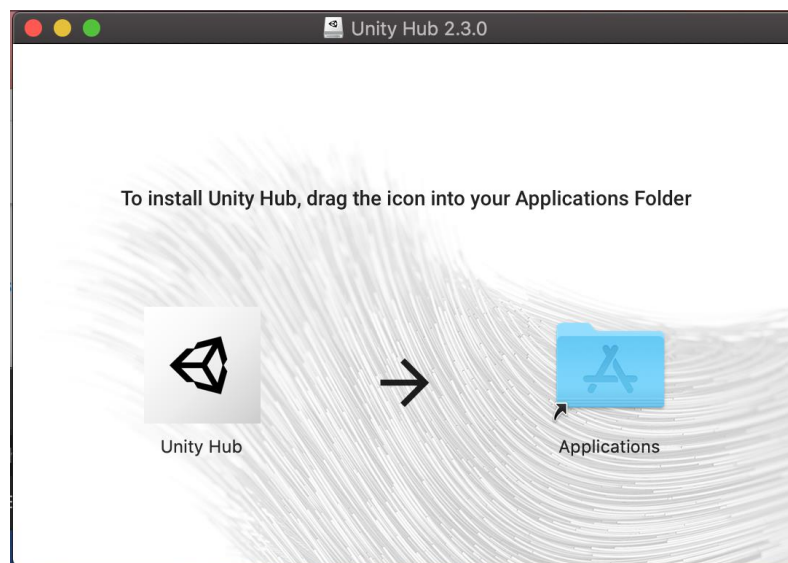 Unity Hub 2.3.0
To install Unity Hub, drag the icon into your Applications Folder
Unity Hub
Applications